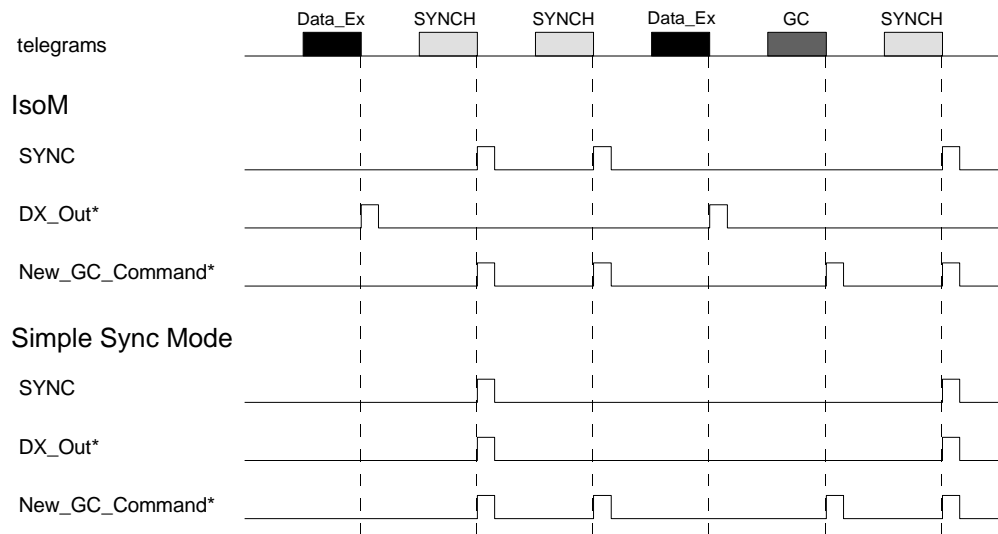 Data_Ex SYNCH SYNCH Data_Ex GC SYNCH
telegrams
IsoM
SYNC
DX_Out*
New_GC_Command*
Simple Sync Mode
SYNC
DX_Out*
New_GC_Command*